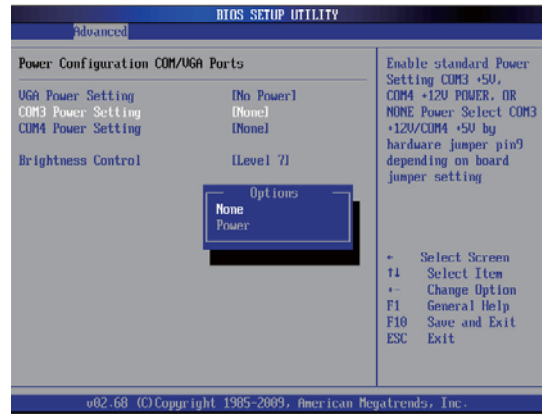 BIOS SETUP UTILITY
Advanced
Power Configuration COM/VGA Ports
VGA Power Setting [No Power]
COM3 Power Setting [None]
COM4 Power Setting [None]
Brightness Control [Level 7]
Options
None
Power
Enable standard Power
Setting COM3 +5V,
COM4 +12V POWER, OR
NONE Power Select COM3
+12V/COM4 +5V by
hardware jumper pin9
depending on board
jumper setting
← Select Screen
↑↓ Select Item
+- Change Option
F1 General Help
F10 Save and Exit
ESC Exit
v02.68 (C)Copyright 1985-2009, American Megatrends, Inc.